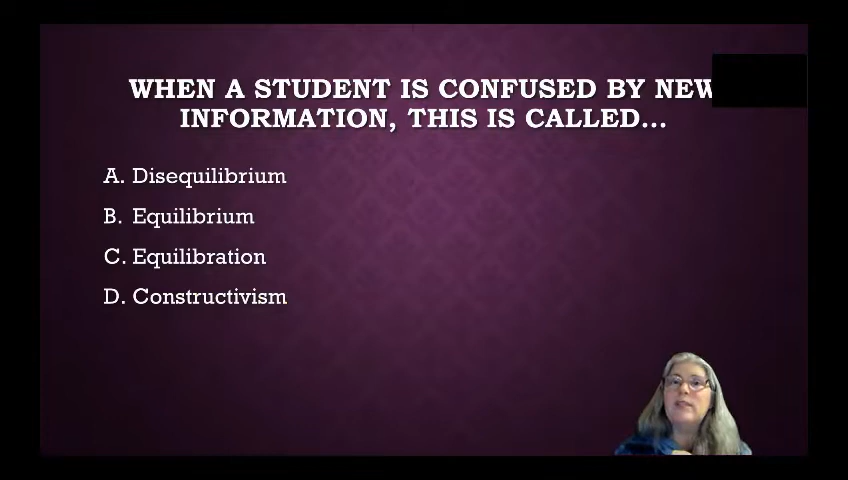 WHEN A STUDENT IS CONFUSED BY NEW
INFORMATION, THIS IS CALLED...
A. Disequilibrium
B. Equilibrium
C. Equilibration
D. Constructivism